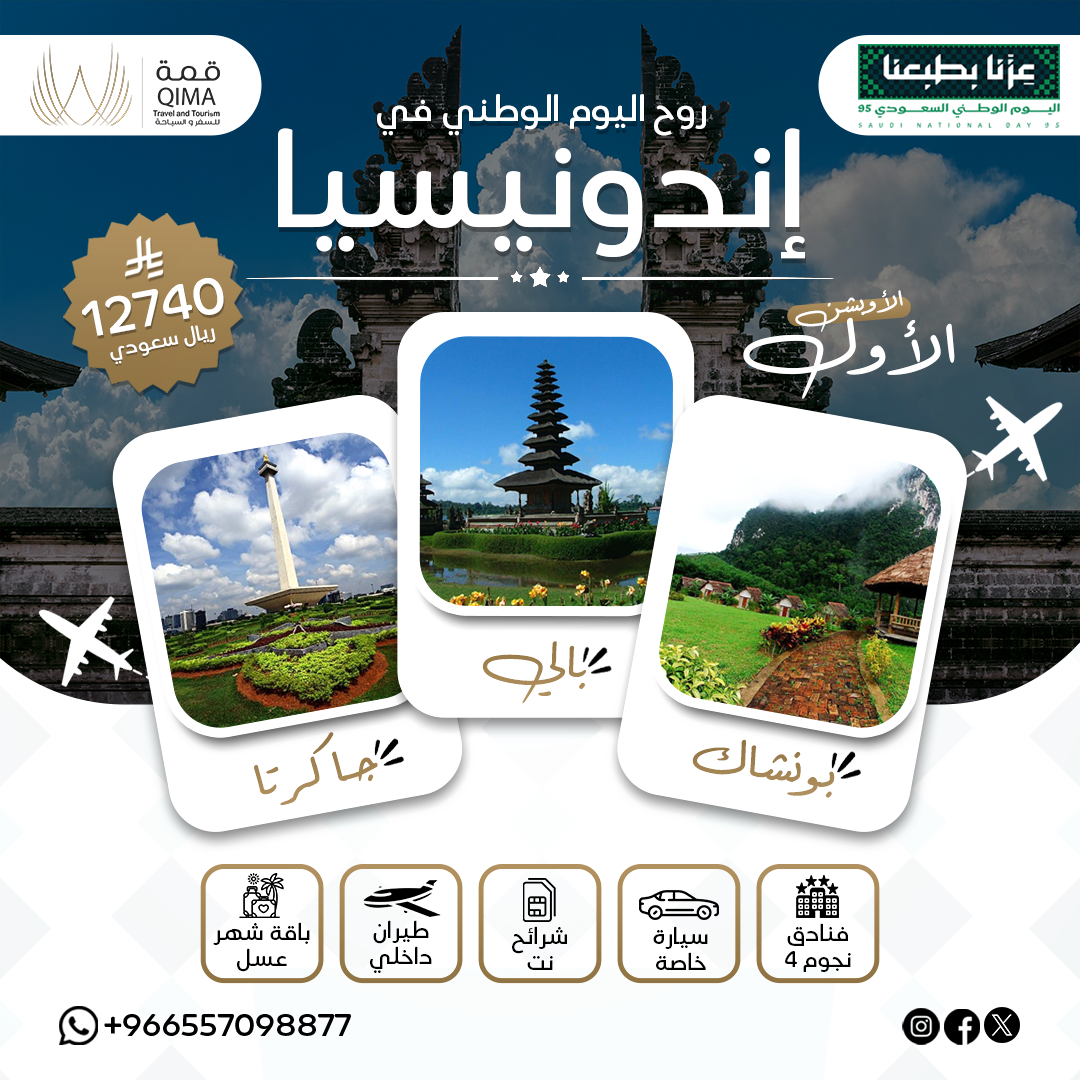 عزّنا بطبعنا
اليوم الوطني السعودي 95
SAUDI NATIONAL DAY 95
قمة
QIMA
Travel and Tourism
للسفر و السياحة
روح اليوم الوطني في
إندونيسيا
12740
ريال سعودي
الأوبشن
الأول
بالي
بونشاك
جاكرتا
فنادق
4 نجوم
سيارة
خاصة
شرائح
نت
طيران
داخلي
باقة شهر
عسل
+966557098877